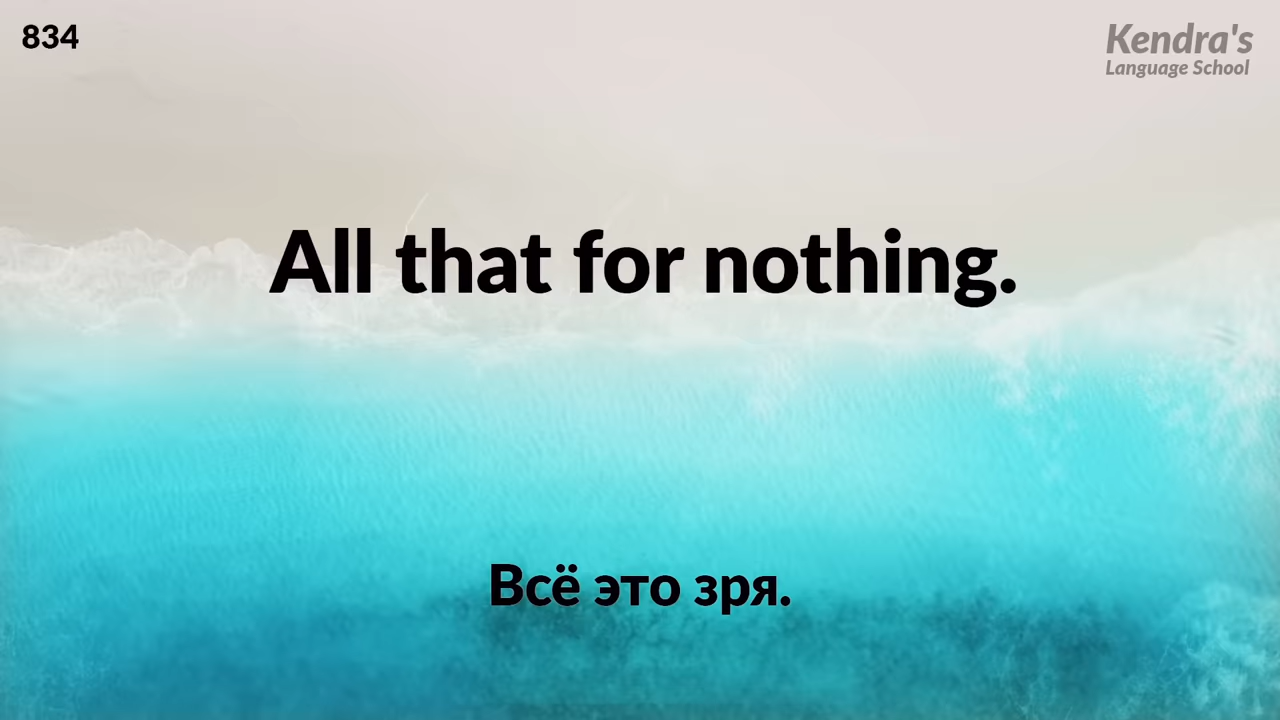 834
Kendra's
Language School
All that for nothing.
Всё это зря.